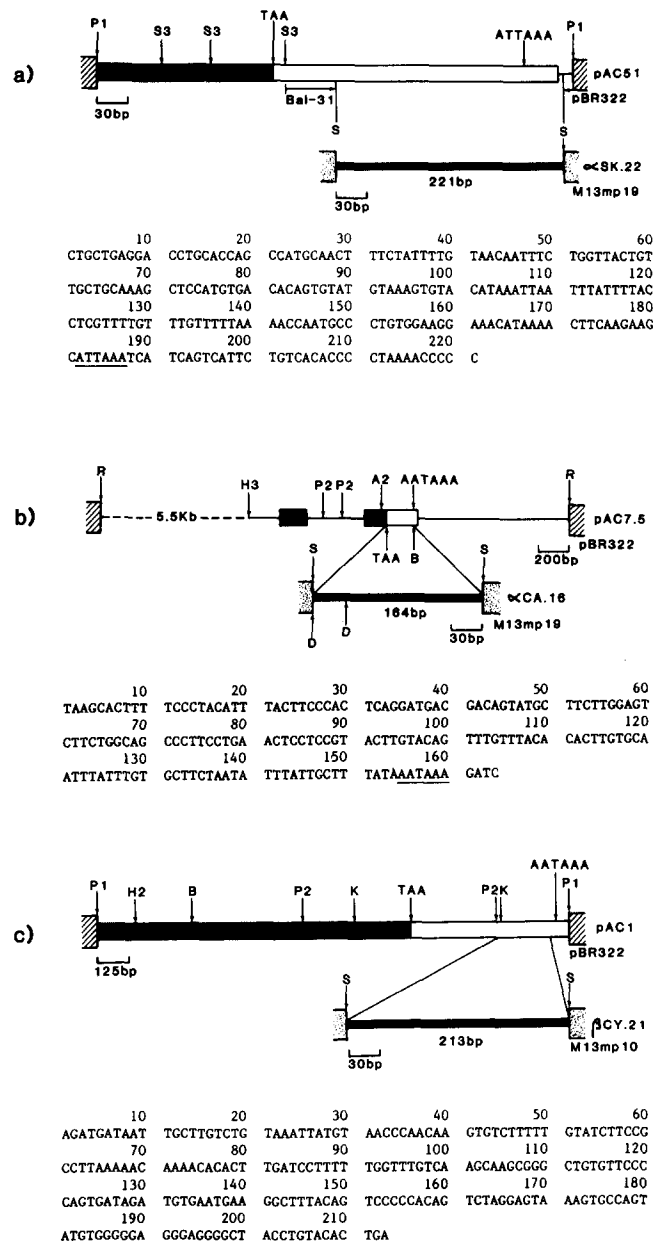 TAA
P1 S3 S3 S3 ATTAAA P1
a) pAC51
pBR322
Bal-31
30bp
S S
∝SK.22
221bp
M13mp19
30bp
10 20 30 40 50 60
CTGCTGAGGA CCTGCACCAG CCATGCAACT TTCTATTTTG TAACAATTTC TGGTTACTGT
70 80 90 100 110 120
TGCTGCAAAG CTCCATGTGA CACAGTGTAT GTAAAGTGTA CATAAATTAA TTTATTTTAC
130 140 150 160 170 180
CTCGTTTTGT TTGTTTTTAA AACCAATGCC CTGTGGAAGG AAACATAAAA CTTCAAGAAG
190 200 210 220
CATTAAATCA TCAGTCATTC TGTCACACCC CTAAAACCCC C
R H3 P2 P2 A2 AATAAA R
b) 5.5Kb pAC7.5
pBR322
TAA B
200bp
S S
∝CA.16
164bp
M13mp19
30bp
D D
10 20 30 40 50 60
TAAGCACTTT TCCCTACATT TACTTCCCAC TCAGGATGAC GACAGTATGC TTCTTGGAGT
70 80 90 100 110 120
CTTCTGGCAG CCCTTCCTGA ACTCCTCCGT ACTTGTACAG TTTGTTTACA CACTTGTGCA
130 140 150 160
ATTTATTTGT GCTTCTAATA TTTATTGCTT TATAAATAAA GATC
AATAAA
P1 H2 B P2 K TAA P2K P1
c) pAC1
pBR322
125bp
S S
βCY.21
213bp
M13mp10
30bp
10 20 30 40 50 60
AGATGATAAT TGCTTGTCTG TAAATTATGT AACCCAACAA GTGTCTTTTT GTATCTTCCG
70 80 90 100 110 120
CCTTAAAAAC AAAACACACT TGATCCTTTT TGGTTTGTCA AGCAAGCGGG CTGTGTTCCC
130 140 150 160 170 180
CAGTGATAGA TGTGAATGAA GGCTTTACAG TCCCCCACAG TCTAGGAGTA AAGTGCCAGT
190 200 210
ATGTGGGGGA GGGAGGGGCT ACCTGTACAC TGA